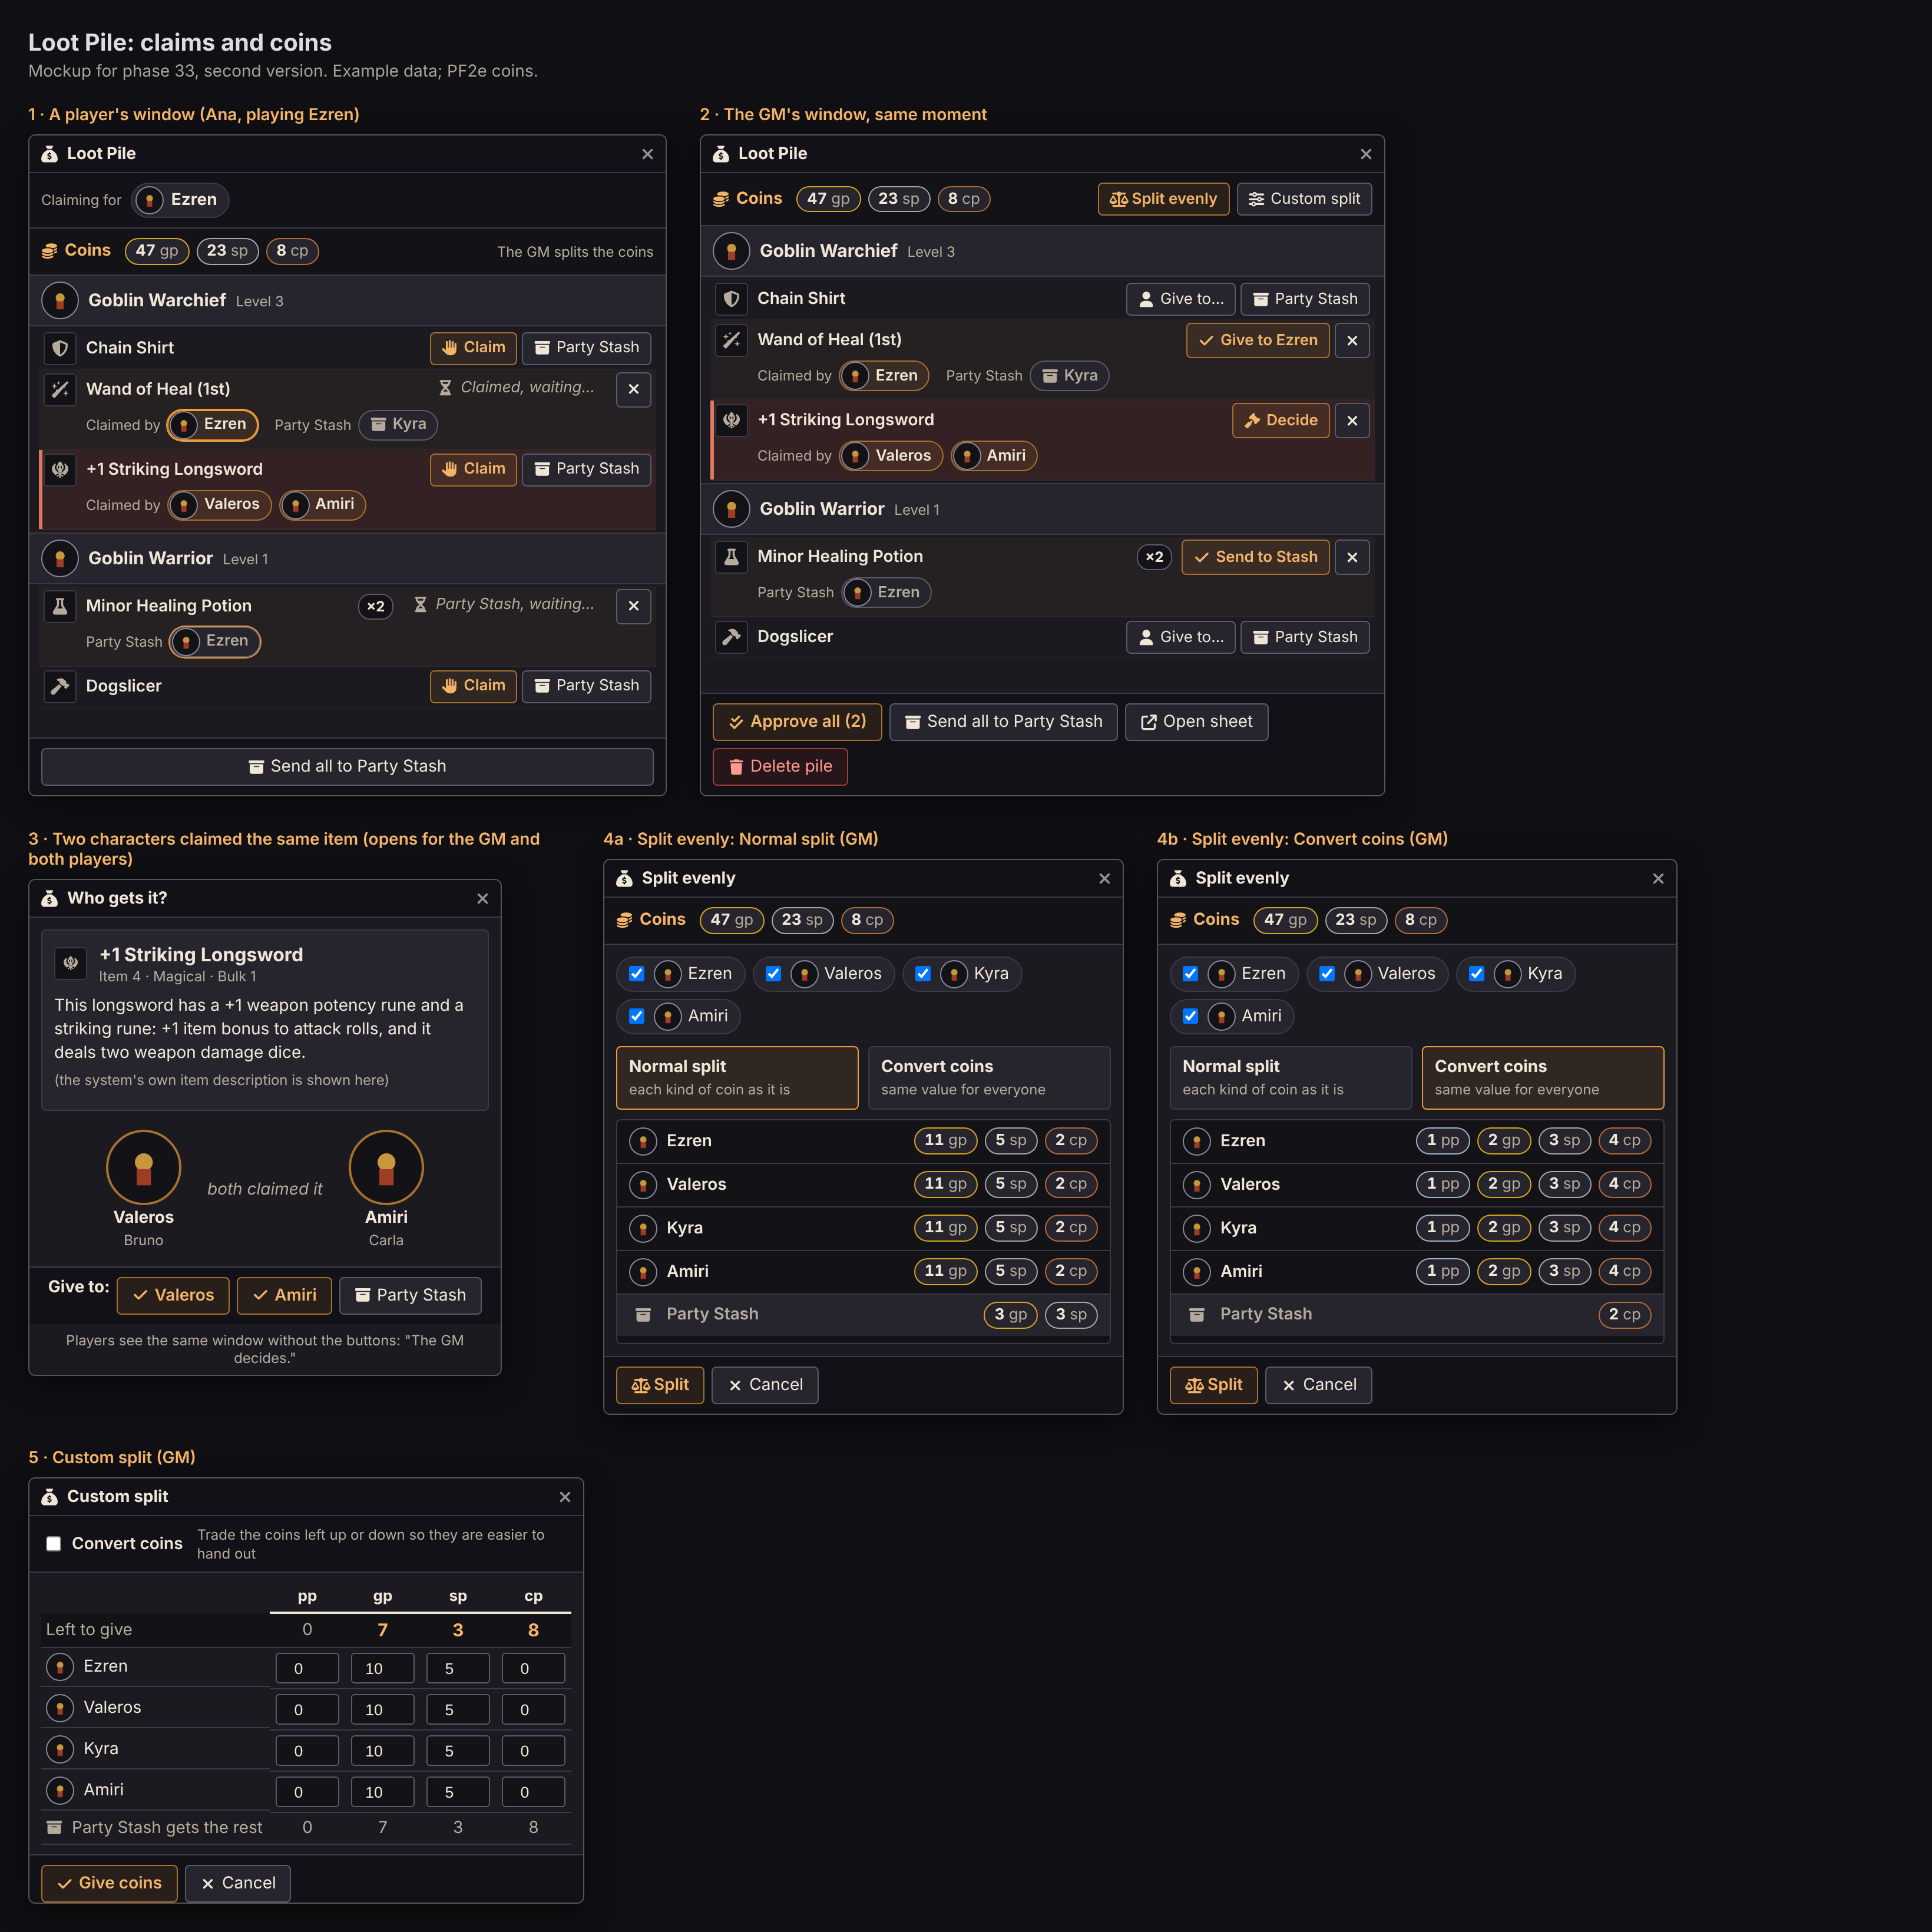 Loot Pile: claims and coins
Mockup for phase 33, second version. Example data; PF2e coins.
1 · A player's window (Ana, playing Ezren)
Loot Pile
Claiming for Ezren
Coins 47 gp 23 sp 8 cp The GM splits the coins
Goblin Warchief Level 3
Chain Shirt Claim Party Stash
Wand of Heal (1st) Claimed, waiting...
Claimed by Ezren Party Stash Kyra
+1 Striking Longsword Claim Party Stash
Claimed by Valeros Amiri
Goblin Warrior Level 1
Minor Healing Potion ×2 Party Stash, waiting...
Party Stash Ezren
Dogslicer Claim Party Stash
Send all to Party Stash
2 · The GM's window, same moment
Loot Pile
Coins 47 gp 23 sp 8 cp Split evenly Custom split
Goblin Warchief Level 3
Chain Shirt Give to... Party Stash
Wand of Heal (1st) Give to Ezren
Claimed by Ezren Party Stash Kyra
+1 Striking Longsword Decide
Claimed by Valeros Amiri
Goblin Warrior Level 1
Minor Healing Potion ×2 Send to Stash
Party Stash Ezren
Dogslicer Give to... Party Stash
Approve all (2) Send all to Party Stash Open sheet
Delete pile
3 · Two characters claimed the same item (opens for the GM and
both players)
Who gets it?
+1 Striking Longsword
Item 4 · Magical · Bulk 1
This longsword has a +1 weapon potency rune and a
striking rune: +1 item bonus to attack rolls, and it
deals two weapon damage dice.
(the system's own item description is shown here)
both claimed it
Valeros Amiri
Bruno Carla
Give to: Valeros Amiri Party Stash
Players see the same window without the buttons: "The GM
decides."
4a · Split evenly: Normal split (GM)
Split evenly
Coins 47 gp 23 sp 8 cp
Ezren Valeros Kyra
Amiri
Normal split Convert coins
each kind of coin as it is same value for everyone
Ezren 11 gp 5 sp 2 cp
Valeros 11 gp 5 sp 2 cp
Kyra 11 gp 5 sp 2 cp
Amiri 11 gp 5 sp 2 cp
Party Stash 3 gp 3 sp
Split Cancel
4b · Split evenly: Convert coins (GM)
Split evenly
Coins 47 gp 23 sp 8 cp
Ezren Valeros Kyra
Amiri
Normal split Convert coins
each kind of coin as it is same value for everyone
Ezren 1 pp 2 gp 3 sp 4 cp
Valeros 1 pp 2 gp 3 sp 4 cp
Kyra 1 pp 2 gp 3 sp 4 cp
Amiri 1 pp 2 gp 3 sp 4 cp
Party Stash 2 cp
Split Cancel
5 · Custom split (GM)
Custom split
Convert coins Trade the coins left up or down so they are easier to
hand out
pp gp sp cp
Left to give 0 7 3 8
Ezren 0 10 5 0
Valeros 0 10 5 0
Kyra 0 10 5 0
Amiri 0 10 5 0
Party Stash gets the rest 0 7 3 8
Give coins Cancel